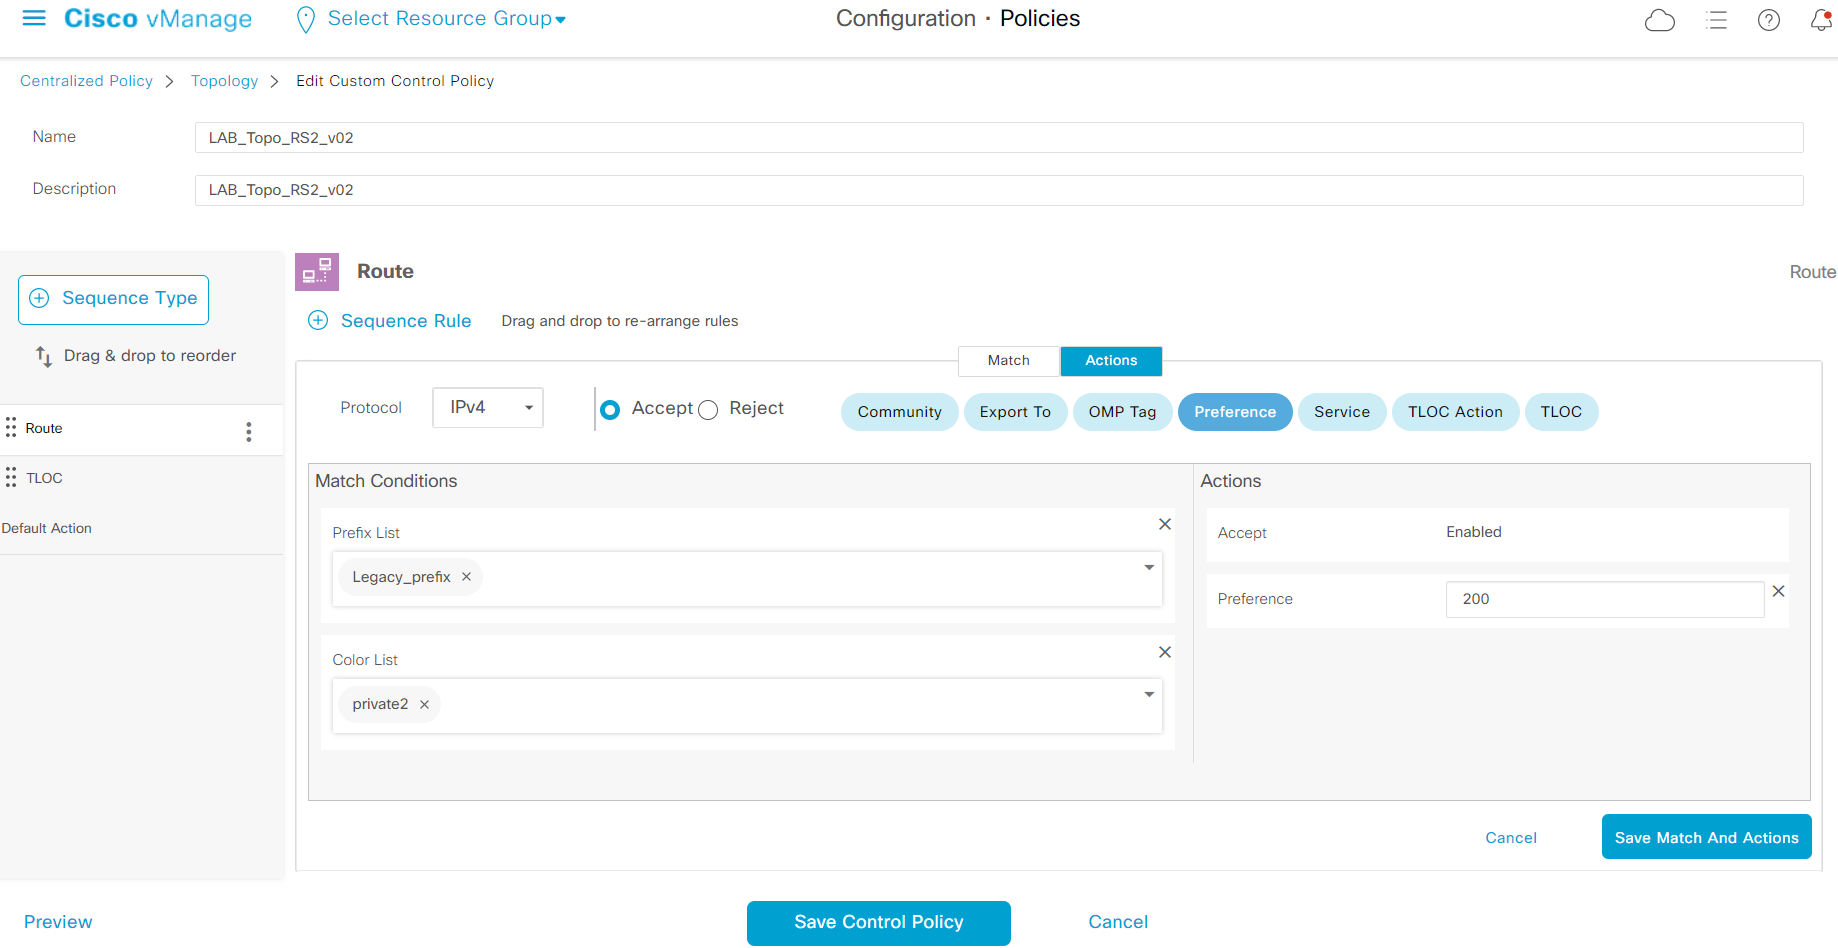 Cisco vManage
Select Resource Group
Configuration · Policies
Centralized Policy > Topology > Edit Custom Control Policy
Name
LAB_Topo_RS2_v02
Description
LAB_Topo_RS2_v02
Sequence Type
Drag & drop to reorder
Route
TLOC
Default Action
Route
Route
Sequence Rule
Drag and drop to re-arrange rules
Match
Actions
Protocol
IPv4
Accept
Reject
Community
Export To
OMP Tag
Preference
Service
TLOC Action
TLOC
Match Conditions
Prefix List
Legacy_prefix
Color List
private2
Actions
Accept
Enabled
Preference
200
Cancel
Save Match And Actions
Preview
Save Control Policy
Cancel